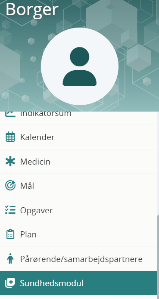 Borger
Indikatorsum
Kalender
Medicin
Mål
Opgaver
Plan
Pårørende/samarbejdspartnere
Sundhedsmodul